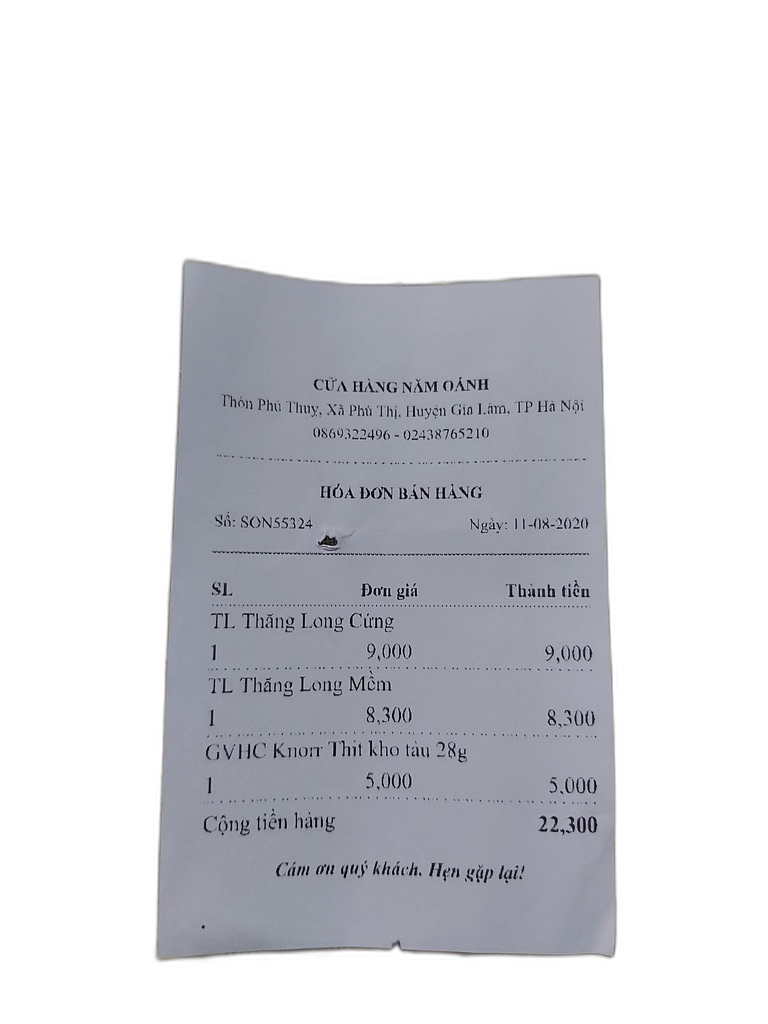 CỬA HÀNG NĂM OÁNH
Thôn Phú Thuỵ, Xã Phú Thị, Huyện Gia Lâm, TP Hà Nội
0869322496 - 02438765210
HÓA ĐƠN BÁN HÀNG
Số: SON55324 Ngày: 11-08-2020
SL Đơn giá Thành tiền
TL Thăng Long Cứng
1 9,000 9,000
TL Thăng Long Mềm
1 8,300 8,300
GVHC Knorr Thit kho tàu 28g
1 5,000 5,000
Cộng tiền hàng 22,300
Cám ơn quý khách. Hẹn gặp lại!